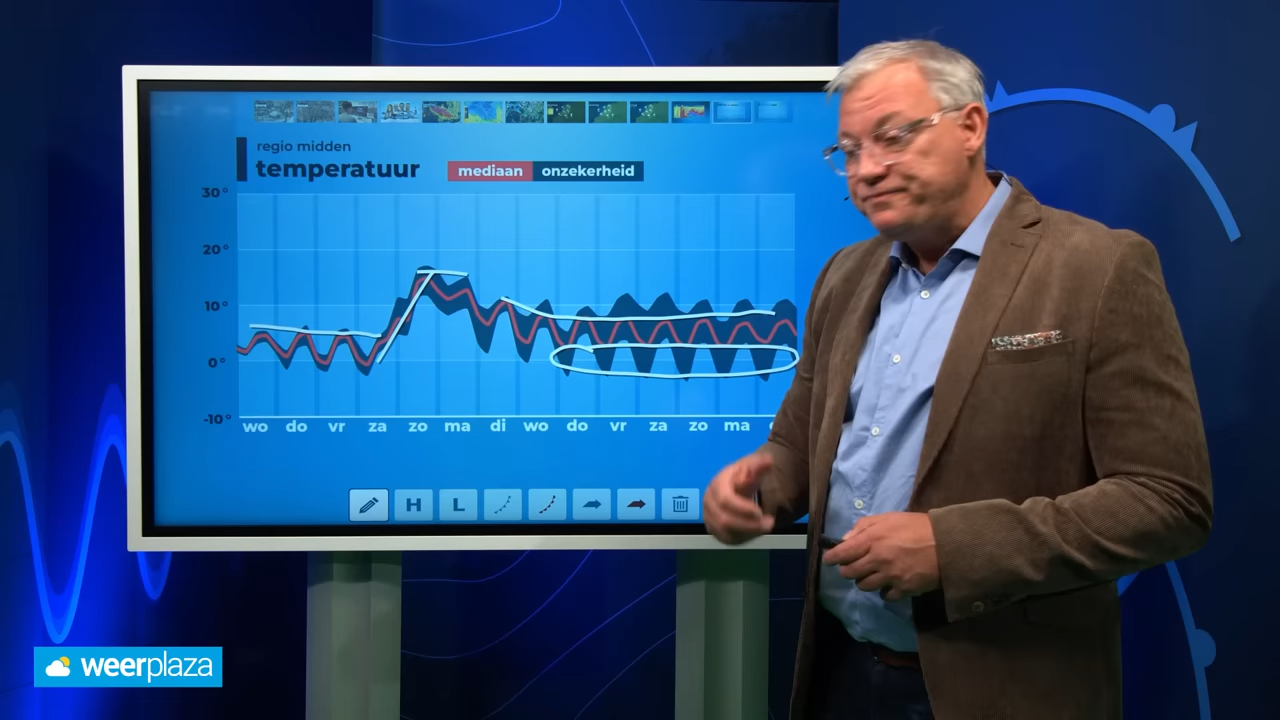 regio midden
temperatuur
mediaan onzekerheid
30°
20°
10°
0°
-10°
wo do vr za zo ma di wo do vr za zo ma
H L
weerplaza